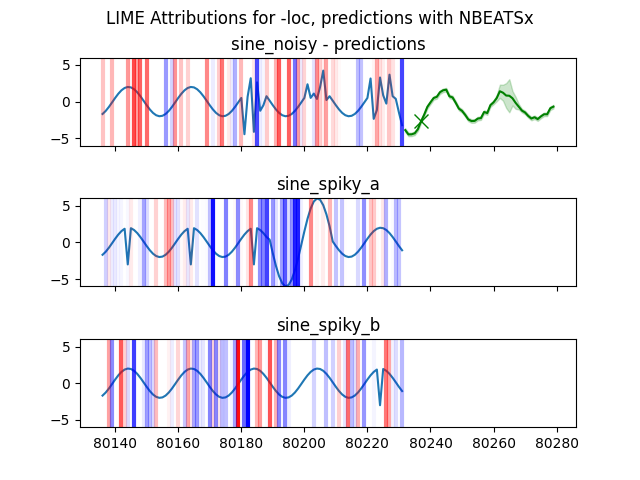 LIME Attributions for -loc, predictions with NBEATSx
sine_noisy - predictions
5
0
−5
sine_spiky_a
5
0
−5
sine_spiky_b
5
0
−5
80140 80160 80180 80200 80220 80240 80260 80280